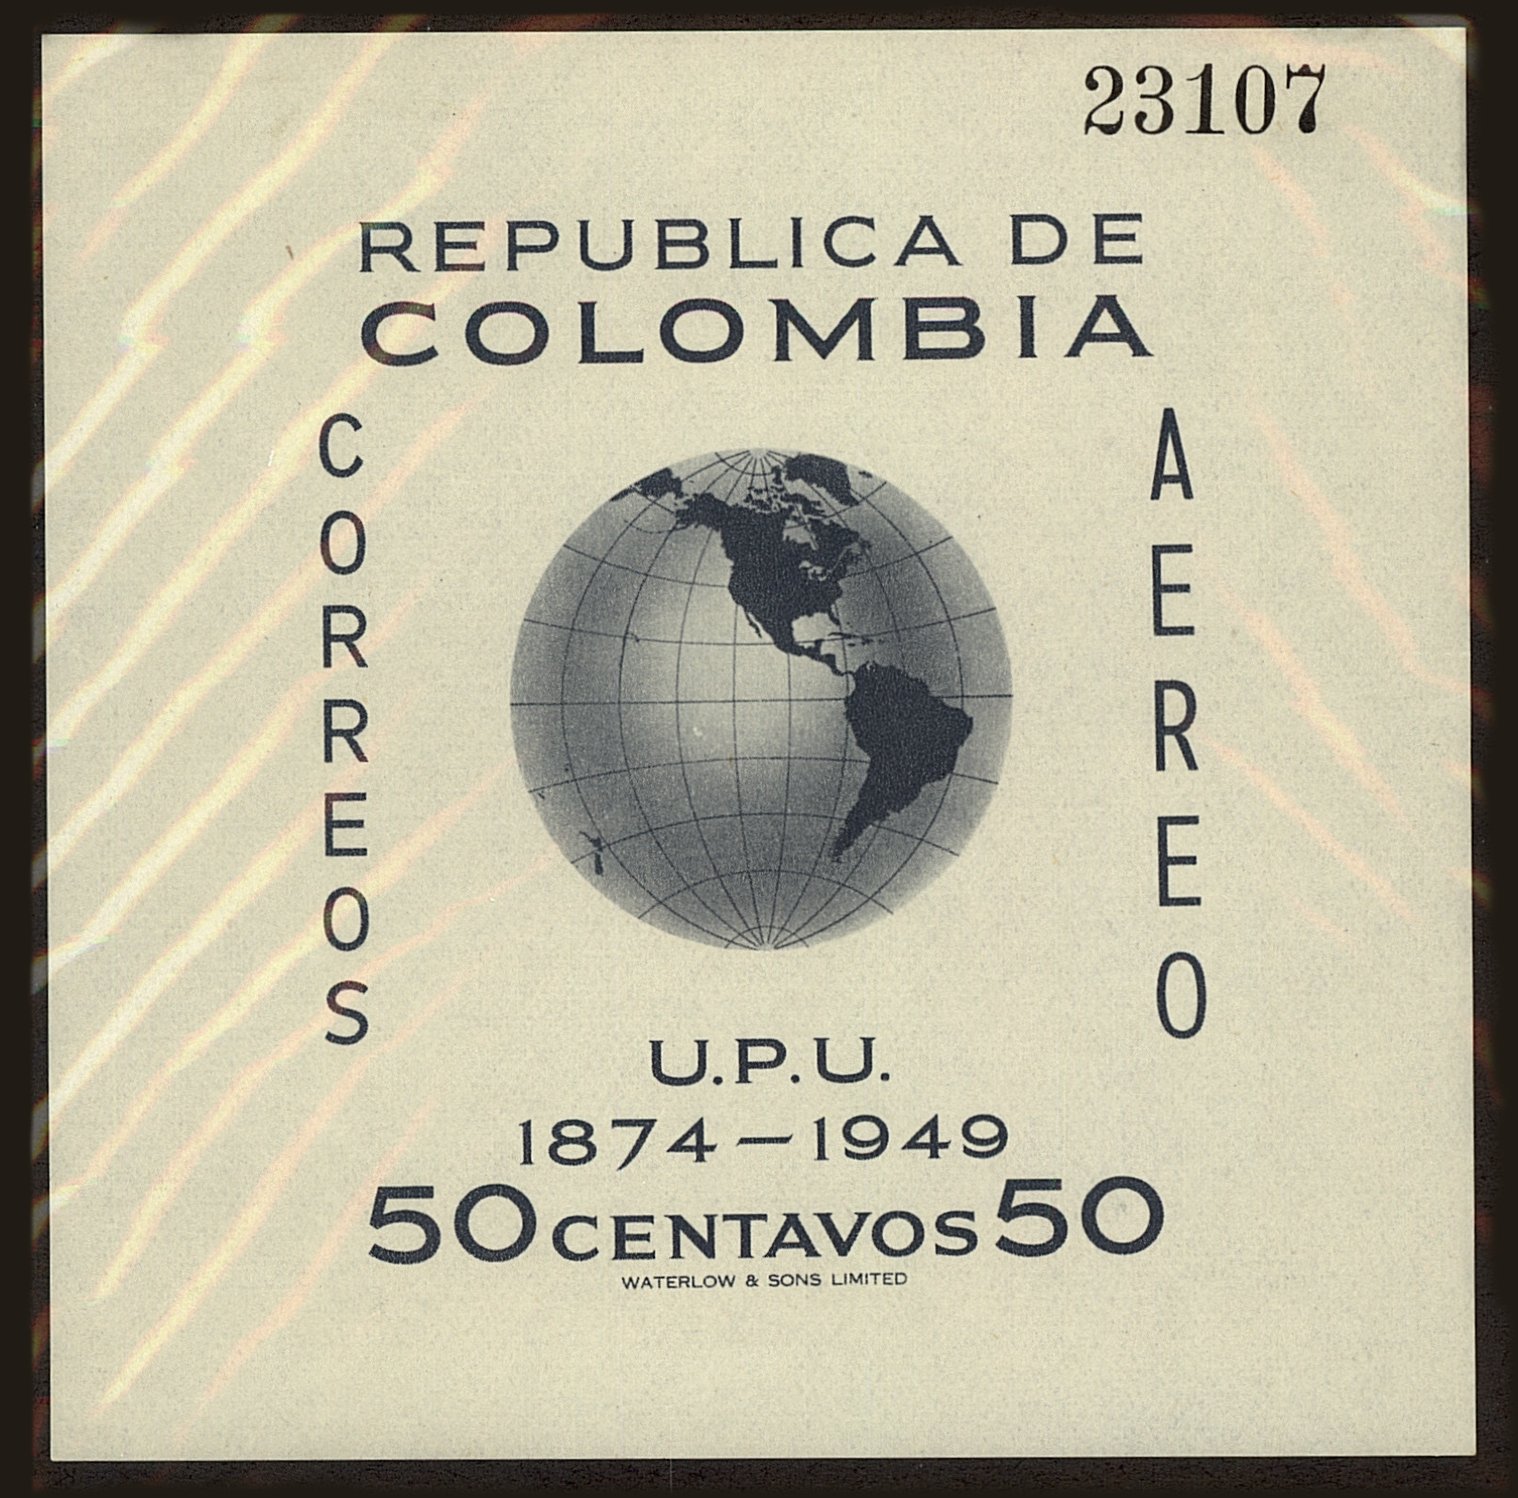 23107
REPUBLICA DE
COLOMBIA
CORREOS
AEREO
U.P.U.
1874–1949
50 CENTAVOS 50
WATERLOW & SONS LIMITED